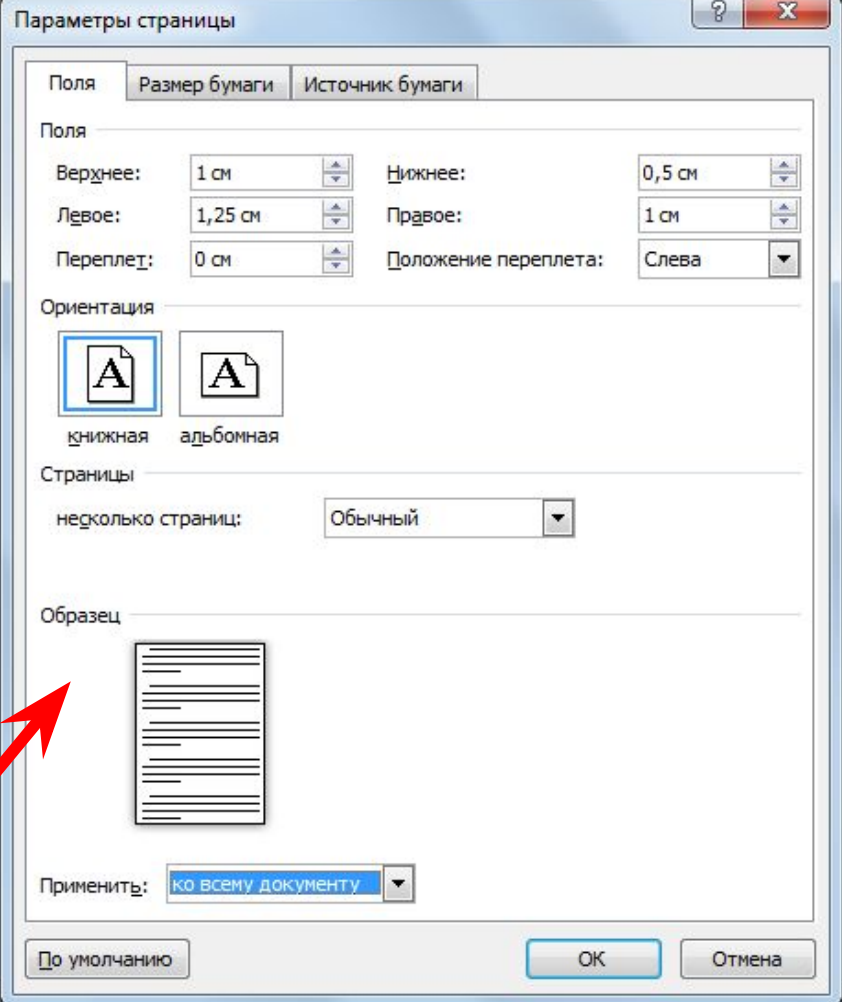 Параметры страницы
Поля Размер бумаги Источник бумаги
Поля
Верхнее: 1 см Нижнее: 0,5 см
Левое: 1,25 см Правое: 1 см
Переплет: 0 см Положение переплета: Слева
Ориентация
A A
книжная альбомная
Страницы
несколько страниц: Обычный
Образец
Применить: ко всему документу
По умолчанию ОК Отмена